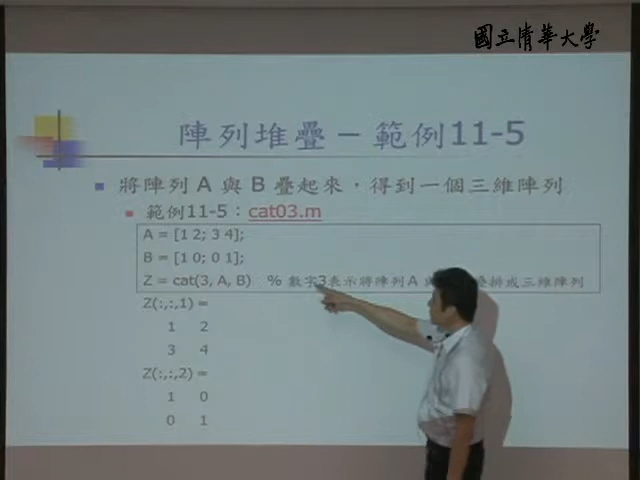 國立清華大學
陣列堆疊 – 範例11-5
將陣列 A 與 B 疊起來，得到一個三維陣列
範例11-5：cat03.m
A = [1 2; 3 4];
B = [1 0; 0 1];
Z = cat(3, A, B) % 數字3表示將陣列 A 與 疊排成三維陣列
Z(:,:,1) =
1 2
3 4
Z(:,:,2) =
1 0
0 1